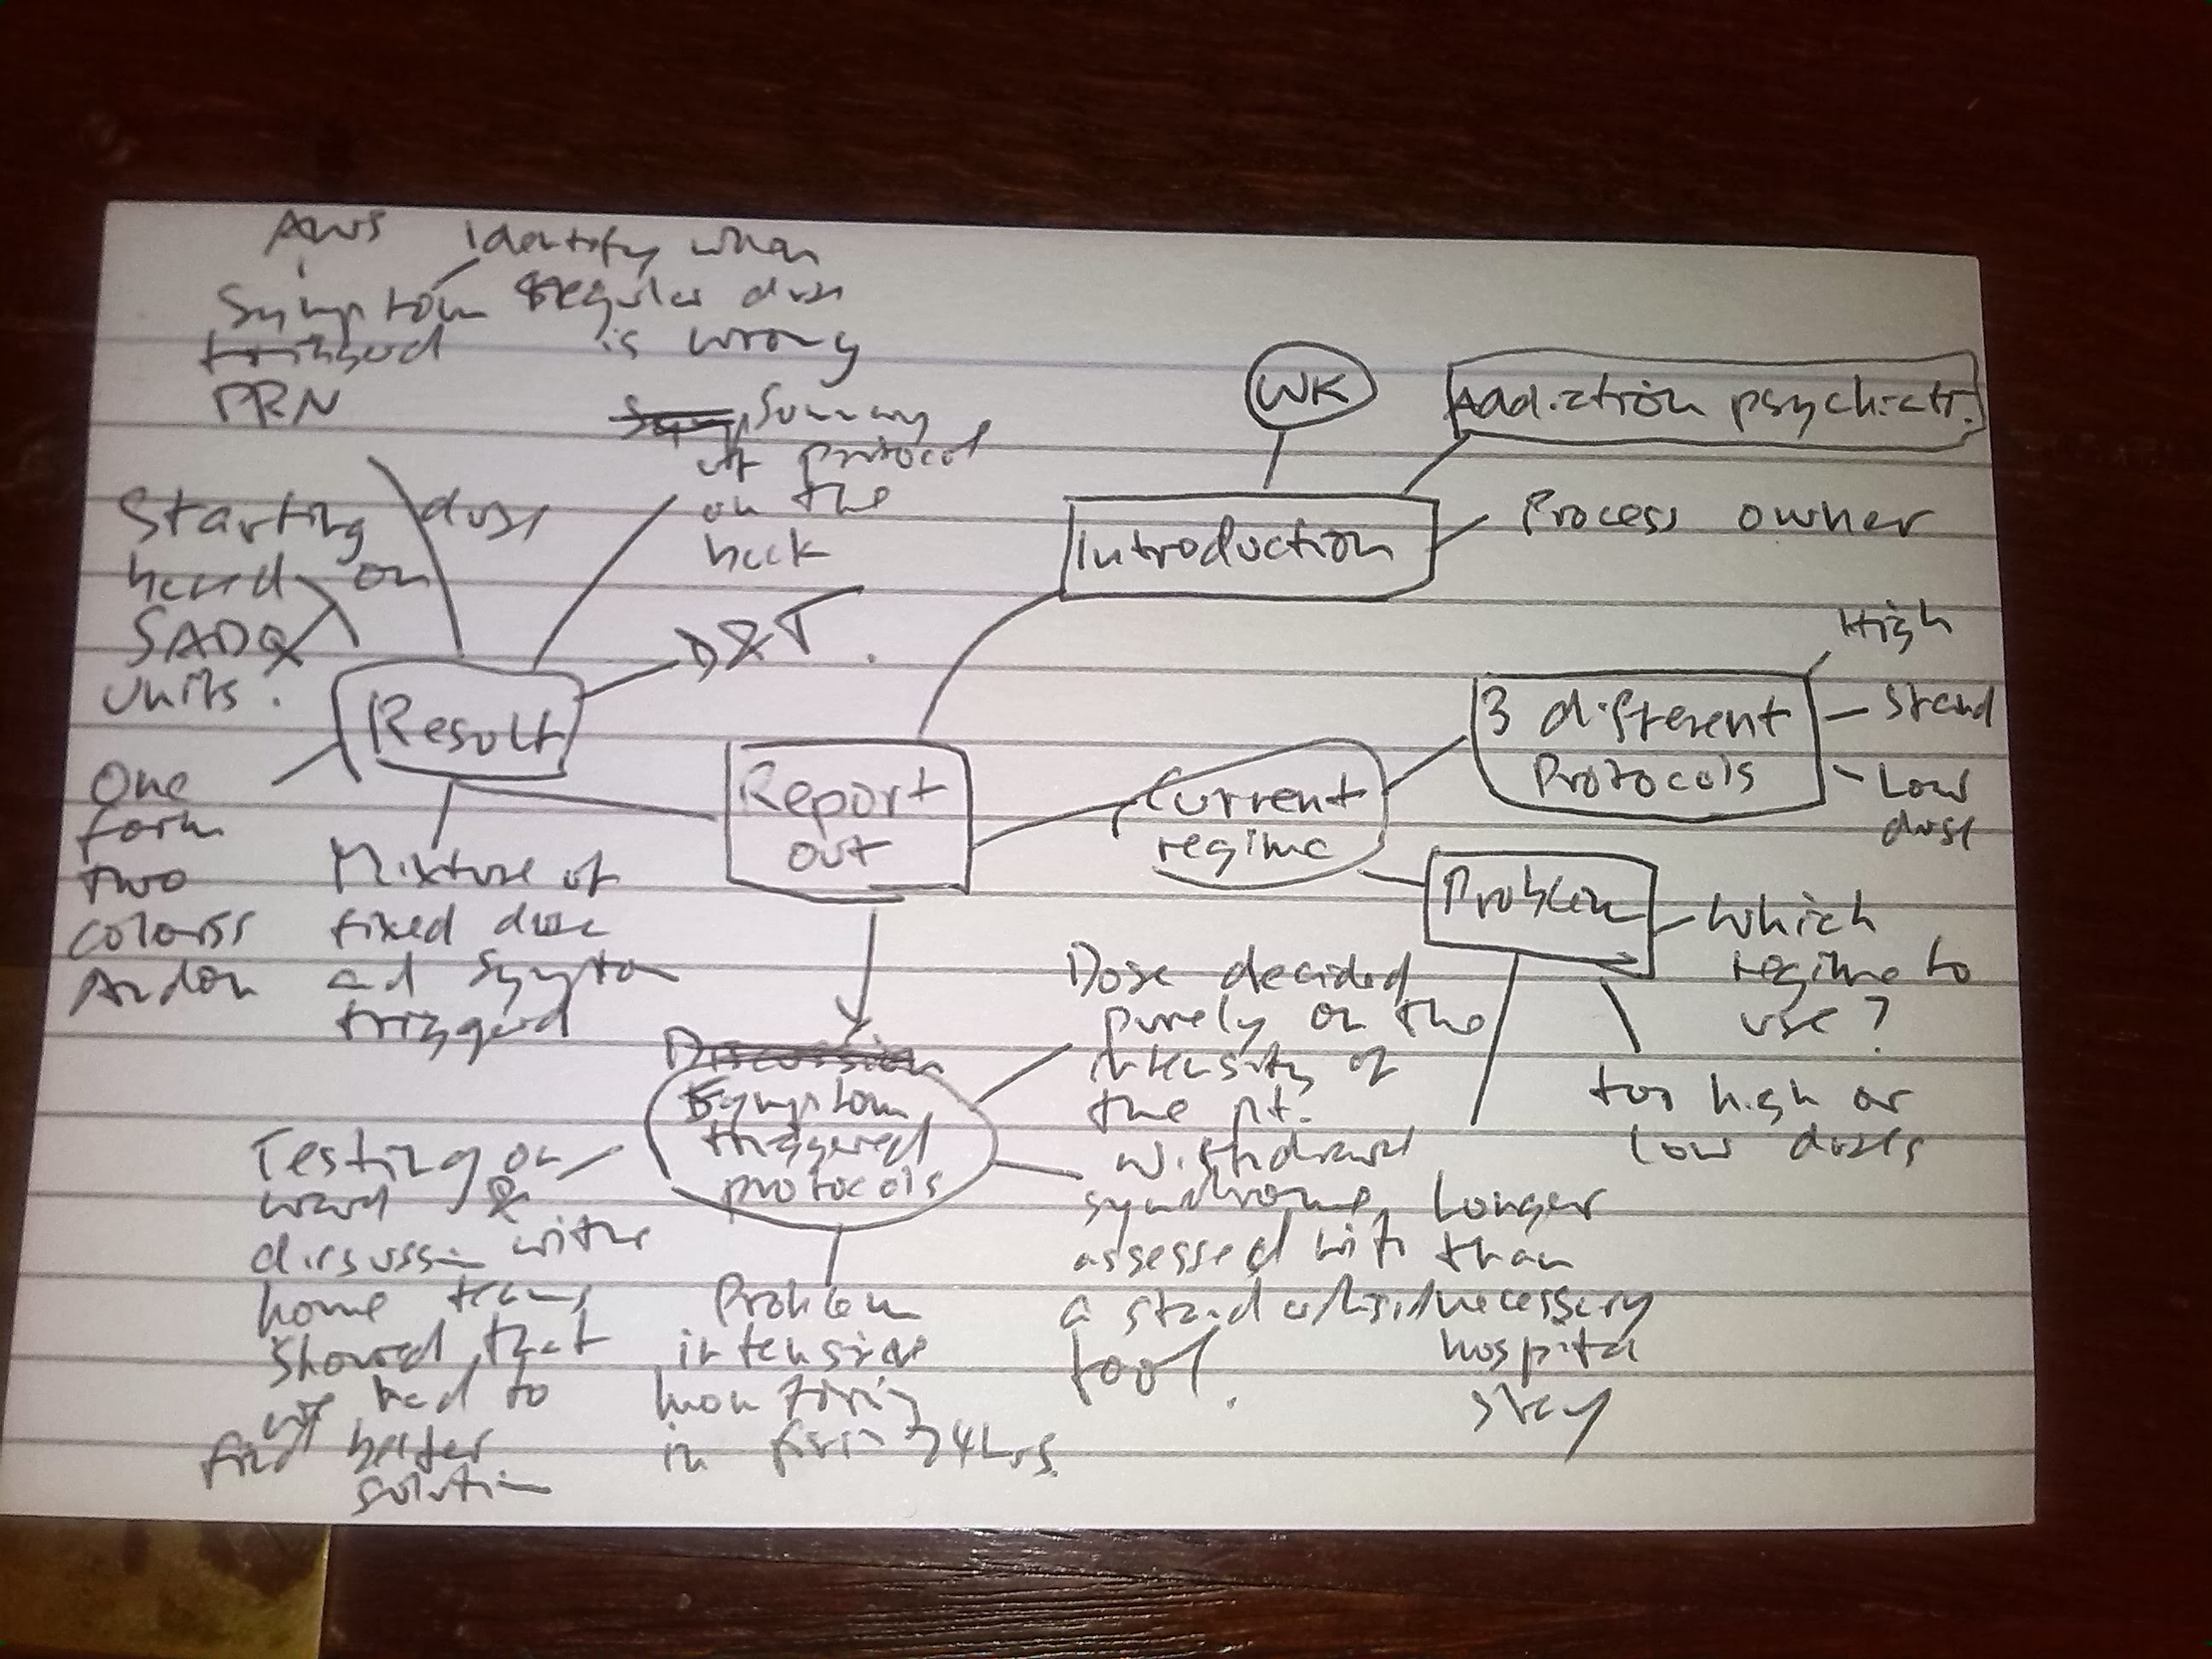 AWS identify when
Symptom regular dose
triggered is wrong
PRN
Summary
of protocol
on the
back
Starting dose
based on
SADQ
units.
D&T.
WK
Addiction psychiatr.
Introduction
Process owner
Result
Report
out
Current
regime
3 different
Protocols
High
Stand
Low
dose
Problem
Which
regime to
use?
too high or
low doses
Longer
than
necessary
hospital
stay
One
form
two
colours
Mixture of
fixed dose
and Symptom
triggered
Discussion
Symptom
triggered
protocols
Dose decided
purely on the
intensity of
the pt.
withdrawal
syndrome
assessed with
a
tool.
Problem
intensive
monitoring
in first 24hrs.
Testing on
ward &
discussion with
home teams
showed that
we had to
find better
solution